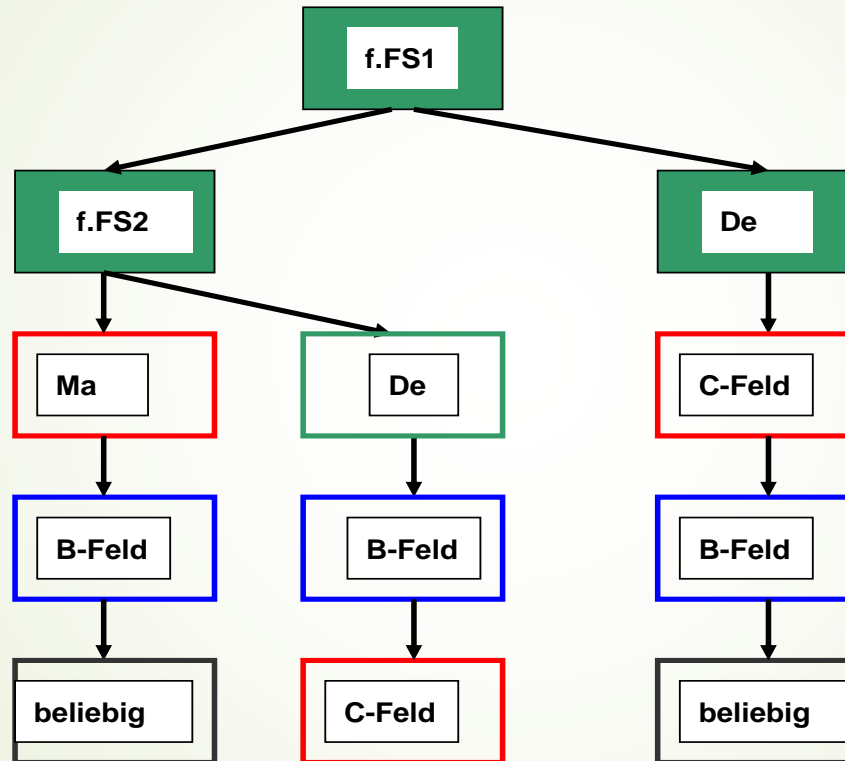 f.FS1
f.FS2
De
Ma
De
C-Feld
B-Feld
B-Feld
B-Feld
beliebig
C-Feld
beliebig